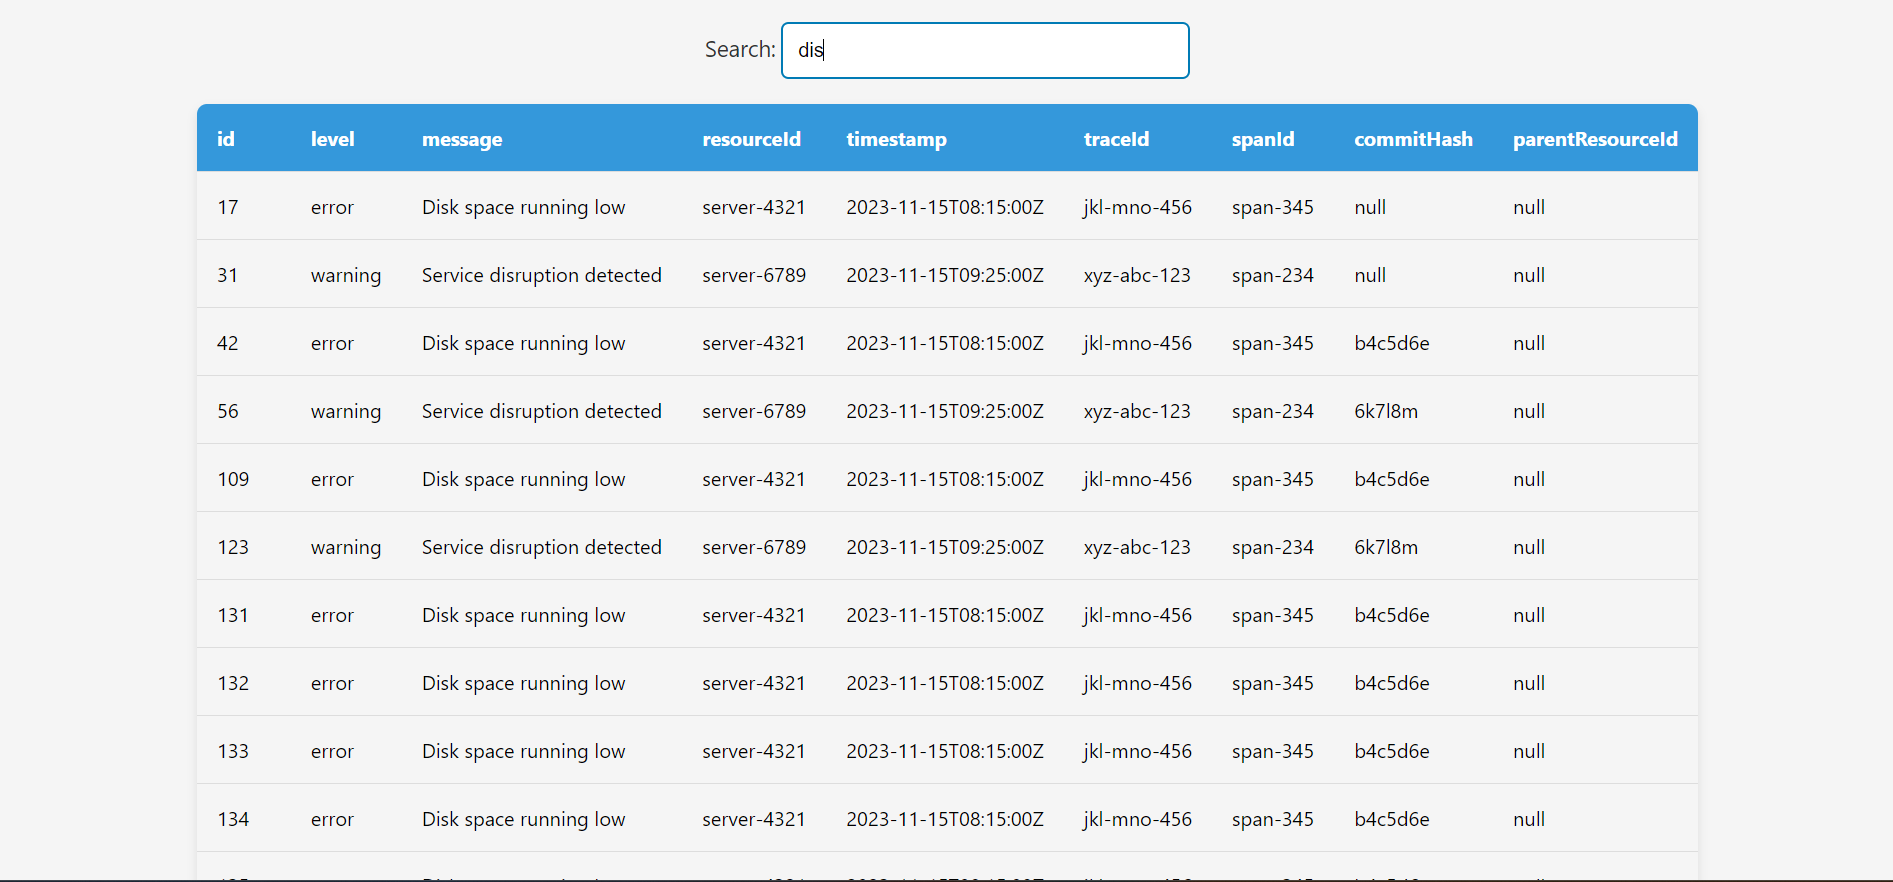 Search: dis
id level message resourceId timestamp traceId spanId commitHash parentResourceId
17 error Disk space running low server-4321 2023-11-15T08:15:00Z jkl-mno-456 span-345 null null
31 warning Service disruption detected server-6789 2023-11-15T09:25:00Z xyz-abc-123 span-234 null null
42 error Disk space running low server-4321 2023-11-15T08:15:00Z jkl-mno-456 span-345 b4c5d6e null
56 warning Service disruption detected server-6789 2023-11-15T09:25:00Z xyz-abc-123 span-234 6k7l8m null
109 error Disk space running low server-4321 2023-11-15T08:15:00Z jkl-mno-456 span-345 b4c5d6e null
123 warning Service disruption detected server-6789 2023-11-15T09:25:00Z xyz-abc-123 span-234 6k7l8m null
131 error Disk space running low server-4321 2023-11-15T08:15:00Z jkl-mno-456 span-345 b4c5d6e null
132 error Disk space running low server-4321 2023-11-15T08:15:00Z jkl-mno-456 span-345 b4c5d6e null
133 error Disk space running low server-4321 2023-11-15T08:15:00Z jkl-mno-456 span-345 b4c5d6e null
134 error Disk space running low server-4321 2023-11-15T08:15:00Z jkl-mno-456 span-345 b4c5d6e null